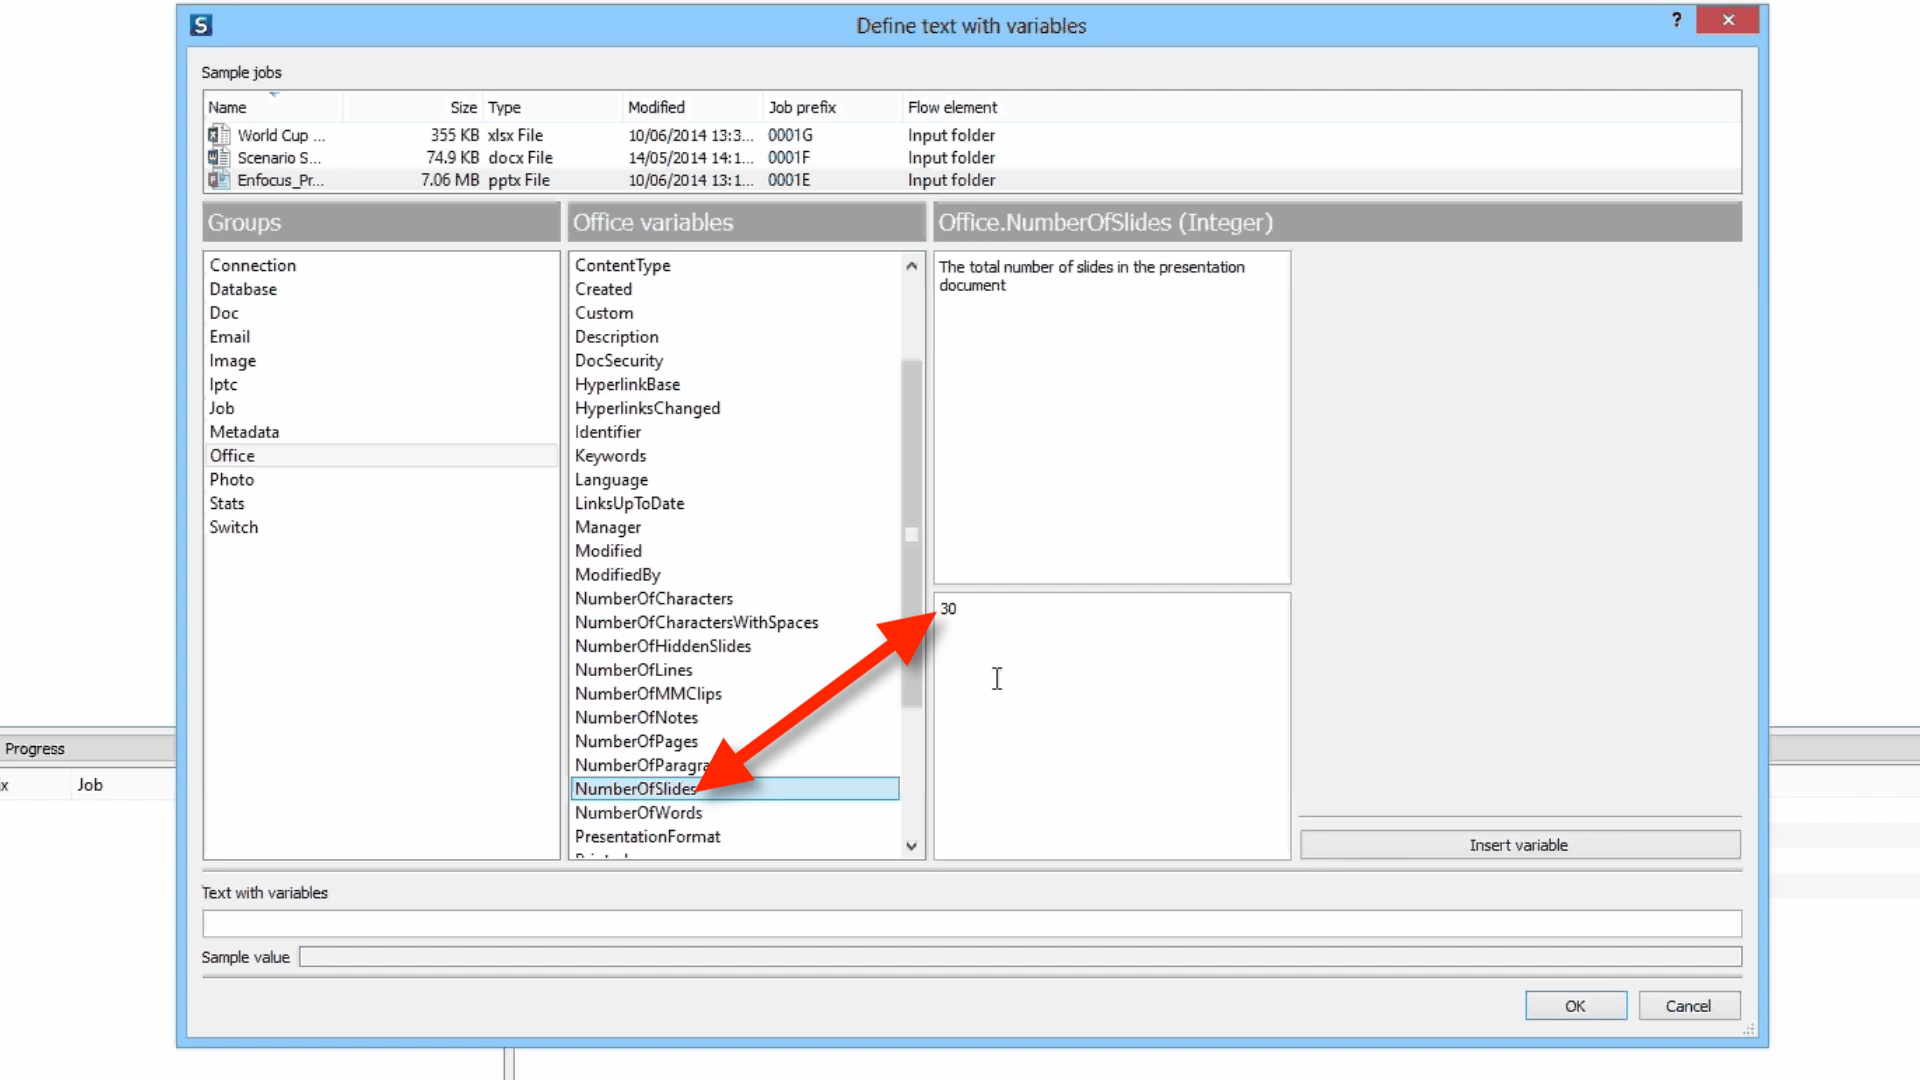 S
Define text with variables
?
Sample jobs
Name Size Type Modified Job prefix Flow element
World Cup ... 355 KB xlsx File 10/06/2014 13:3... 0001G Input folder
Scenario S... 74.9 KB docx File 14/05/2014 14:1... 0001F Input folder
Enfocus_Pr... 7.06 MB pptx File 10/06/2014 13:1... 0001E Input folder
Groups
Connection
Database
Doc
Email
Image
Iptc
Job
Metadata
Office
Photo
Stats
Switch
Office variables
ContentType
Created
Custom
Description
DocSecurity
HyperlinkBase
HyperlinksChanged
Identifier
Keywords
Language
LinksUpToDate
Manager
Modified
ModifiedBy
NumberOfCharacters
NumberOfCharactersWithSpaces
NumberOfHiddenSlides
NumberOfLines
NumberOfMMClips
NumberOfNotes
NumberOfPages
NumberOfParagra
NumberOfSlides
NumberOfWords
PresentationFormat
Office.NumberOfSlides (Integer)
The total number of slides in the presentation
document
30
Insert variable
Text with variables
Sample value
OK Cancel
Progress
ix Job